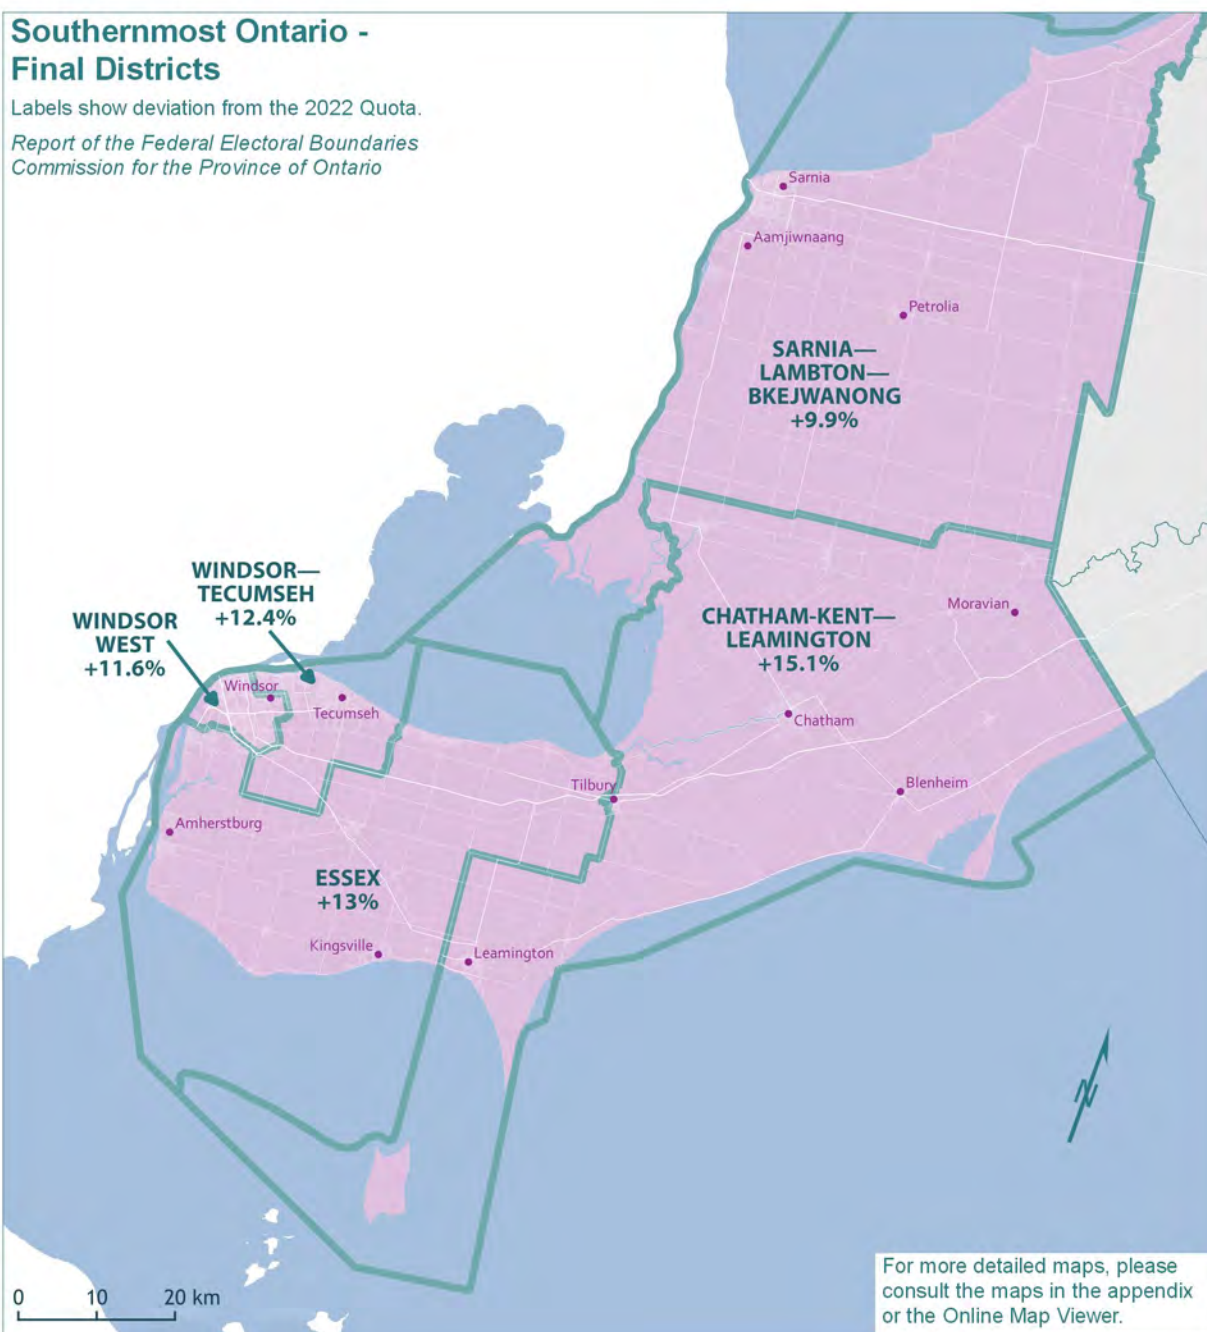 Southernmost Ontario -
Final Districts
Labels show deviation from the 2022 Quota.
Report of the Federal Electoral Boundaries
Commission for the Province of Ontario
Sarnia
Aamjiwnaang
Petrolia
SARNIA—
LAMBTON—
BKEJWANONG
+9.9%
WINDSOR—
TECUMSEH
+12.4%
WINDSOR
WEST
+11.6%
CHATHAM-KENT—
LEAMINGTON
+15.1%
Moravian
Windsor
Tecumseh
Chatham
Tilbury
Blenheim
Amherstburg
ESSEX
+13%
Kingsville
Leamington
N
0 10 20 km
For more detailed maps, please
consult the maps in the appendix
or the Online Map Viewer.